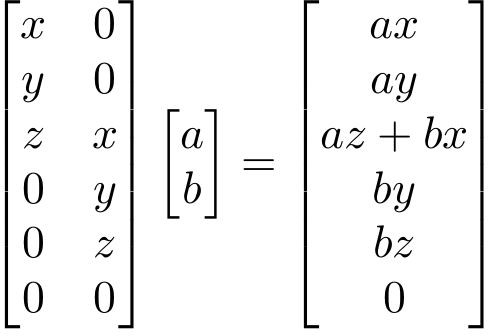 x 0 ax
y 0 ay
z x a az + bx
0 y b = by
0 z bz
0 0 0